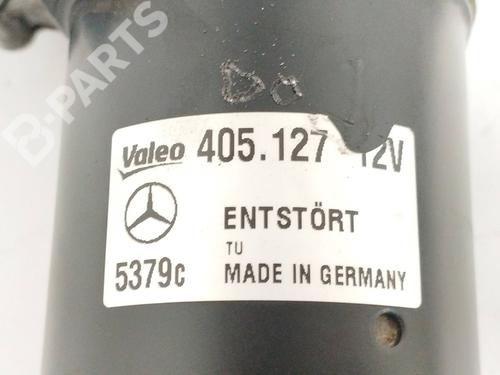 B-PARTS
Valeo 405.127 12V
ENTSTÖRT
TU
5379C MADE IN GERMANY